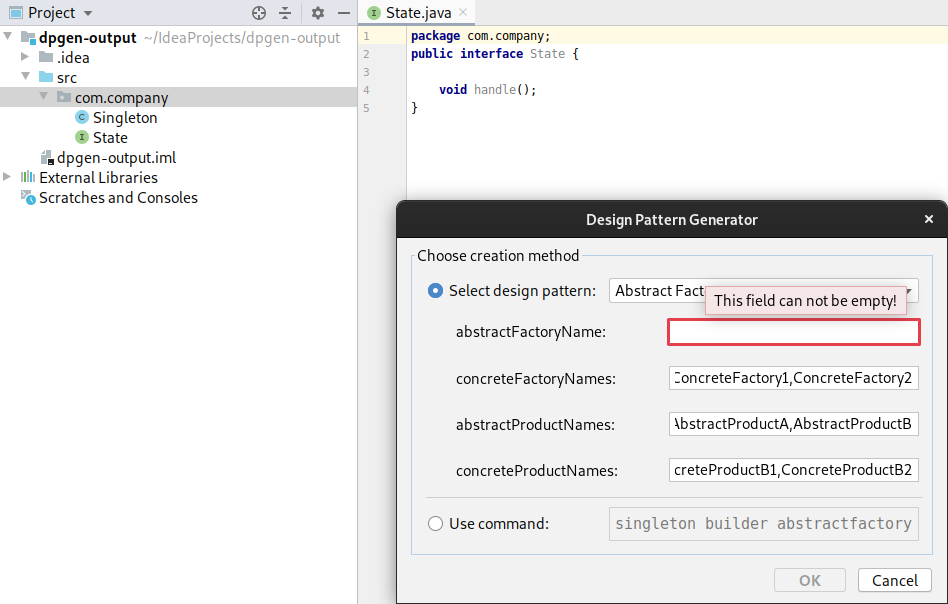 Project
dpgen-output ~/IdeaProjects/dpgen-output
.idea
src
com.company
C Singleton
I State
dpgen-output.iml
External Libraries
Scratches and Consoles
I State.java
1 package com.company;
2 public interface State {
3
4 void handle();
5 }
Design Pattern Generator
Choose creation method
Select design pattern: Abstract Fact
This field can not be empty!
abstractFactoryName:
concreteFactoryNames: ConcreteFactory1,ConcreteFactory2
abstractProductNames: AbstractProductA,AbstractProductB
concreteProductNames: creteProductB1,ConcreteProductB2
Use command: singleton builder abstractfactory
OK Cancel